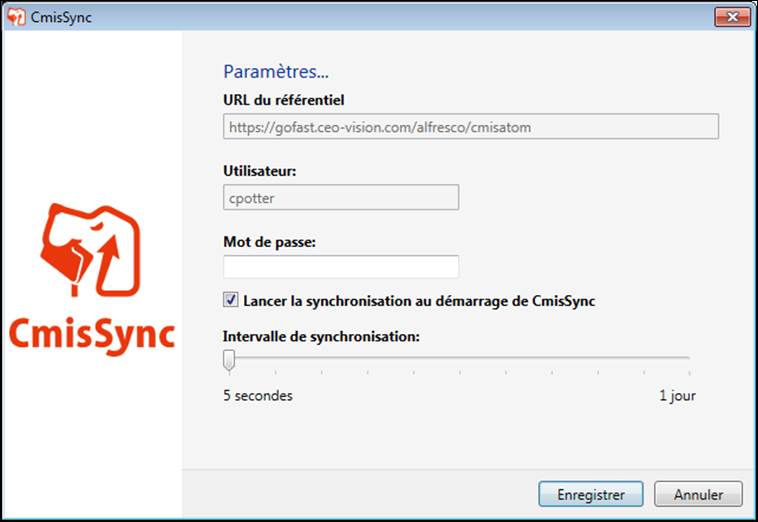 CmisSync
Paramètres...
URL du référentiel
https://gofast.ceo-vision.com/alfresco/cmisatom
Utilisateur:
cpotter
Mot de passe:
Lancer la synchronisation au démarrage de CmisSync
CmisSync
Intervalle de synchronisation:
5 secondes
1 jour
Enregistrer
Annuler